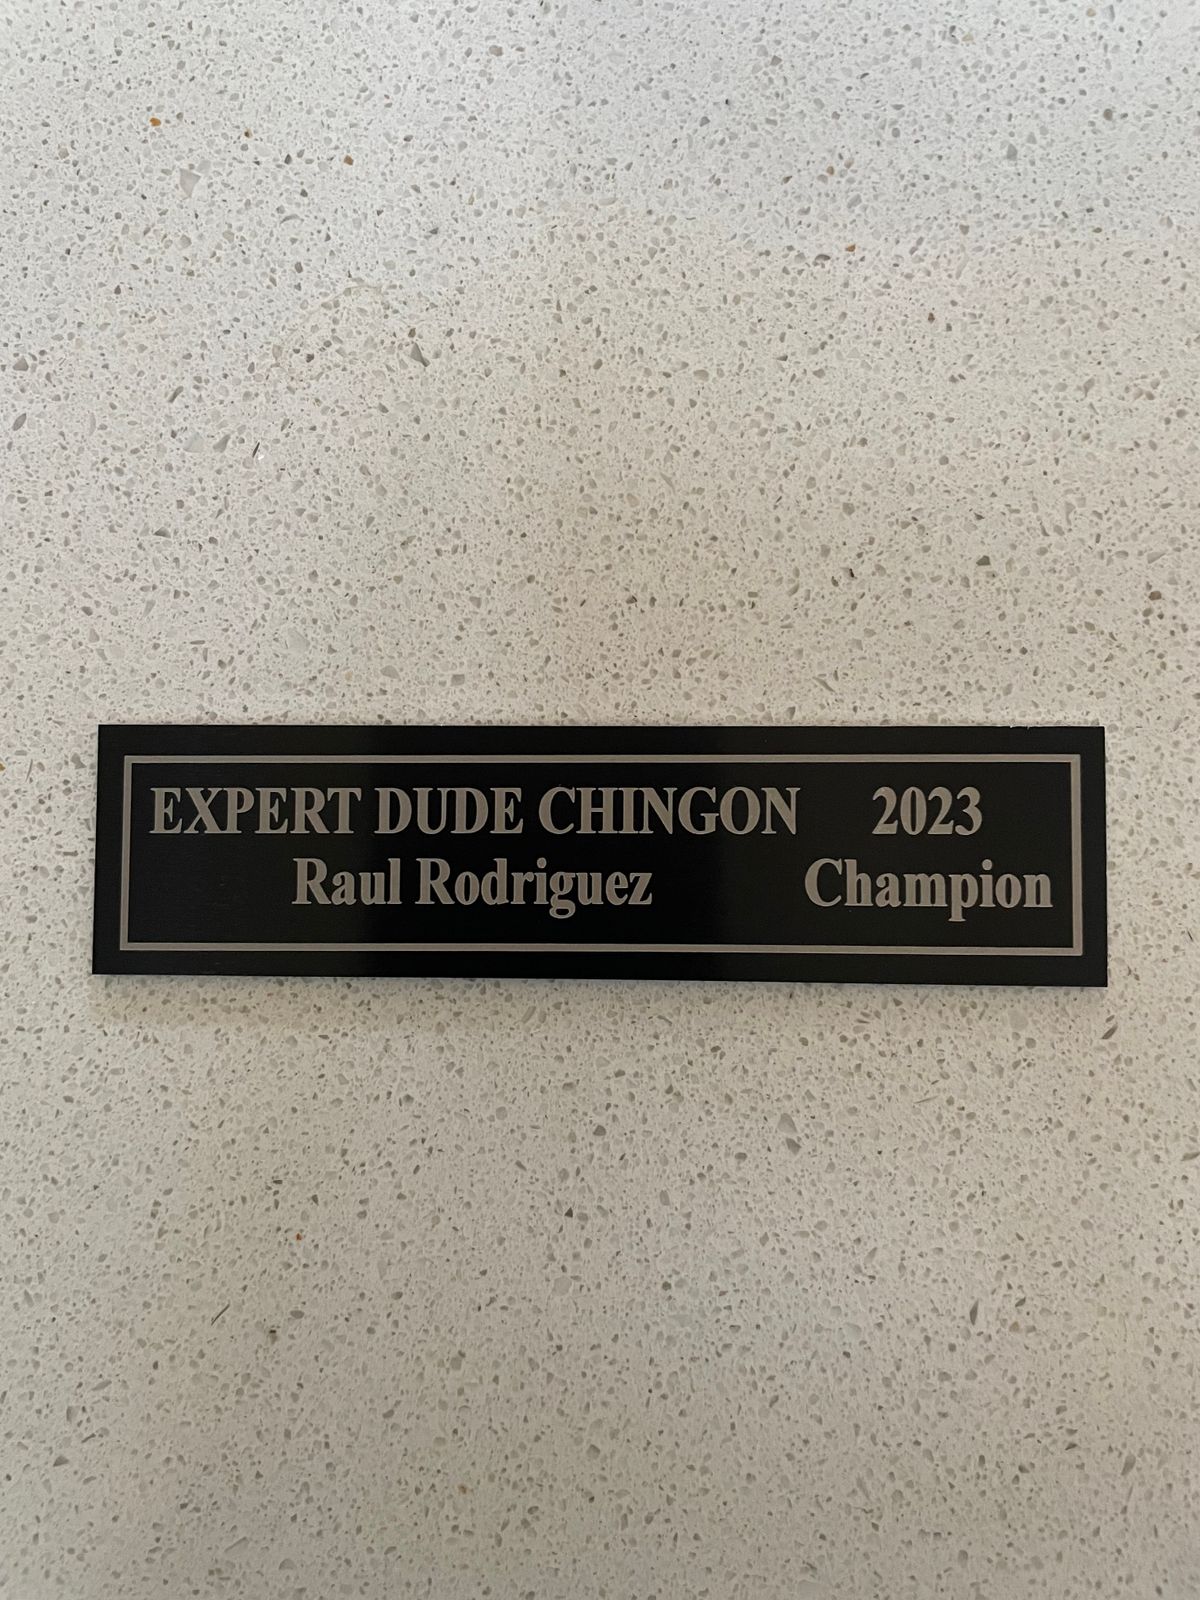 EXPERT DUDE CHINGON 2023
Raul Rodriguez Champion